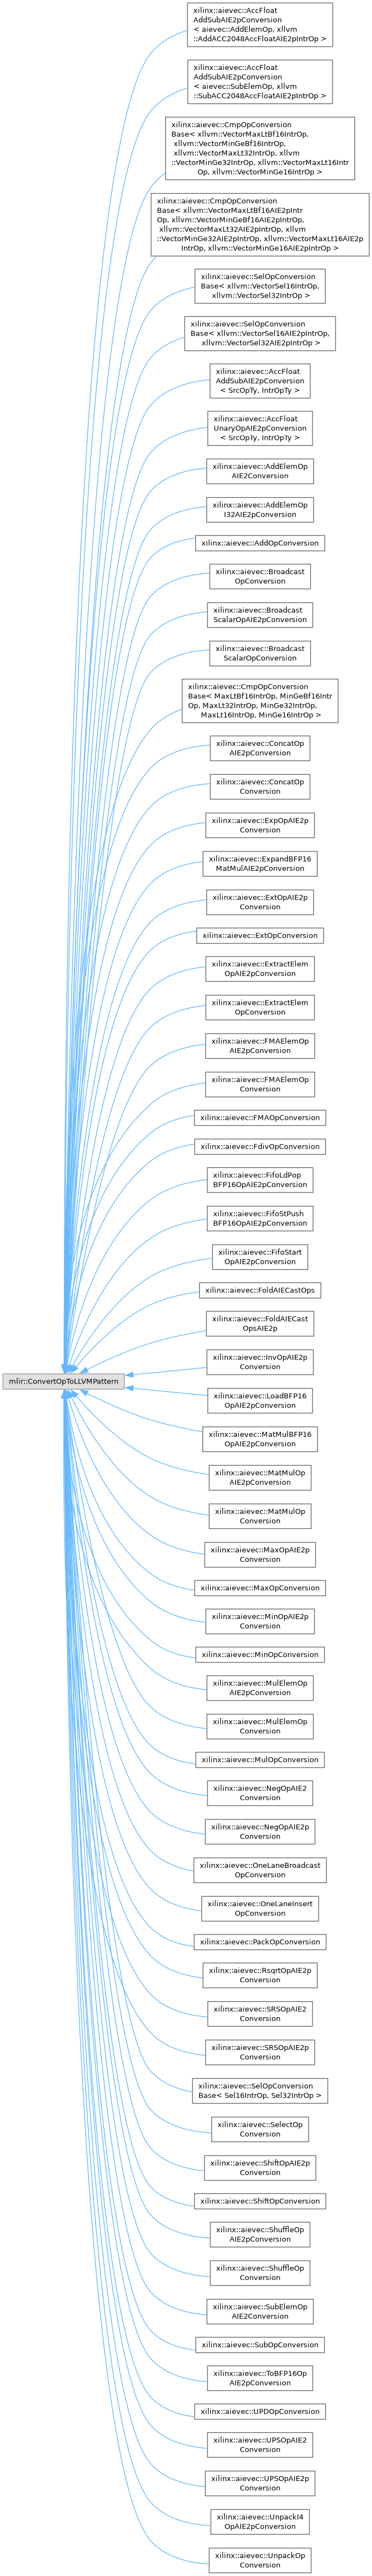 xilinx::aievec::AccFloat
AddSubAIE2pConversion
< aievec::AddElemOp, xllvm
::AddACC2048AccFloatAIE2pIntrOp >
xilinx::aievec::AccFloat
AddSubAIE2pConversion
< aievec::SubElemOp, xllvm
::SubACC2048AccFloatAIE2pIntrOp >
xilinx::aievec::CmpOpConversion
Base< xllvm::VectorMaxLtBf16IntrOp,
xllvm::VectorMinGeBf16IntrOp,
xllvm::VectorMaxLt32IntrOp, xllvm
::VectorMinGe32IntrOp, xllvm::VectorMaxLt16Intr
Op, xllvm::VectorMinGe16IntrOp >
xilinx::aievec::CmpOpConversion
Base< xllvm::VectorMaxLtBf16AIE2pIntr
Op, xllvm::VectorMinGeBf16AIE2pIntrOp,
xllvm::VectorMaxLt32AIE2pIntrOp, xllvm
::VectorMinGe32AIE2pIntrOp, xllvm::VectorMaxLt16AIE2p
IntrOp, xllvm::VectorMinGe16AIE2pIntrOp >
xilinx::aievec::SelOpConversion
Base< xllvm::VectorSel16IntrOp,
xllvm::VectorSel32IntrOp >
xilinx::aievec::SelOpConversion
Base< xllvm::VectorSel16AIE2pIntrOp,
xllvm::VectorSel32AIE2pIntrOp >
xilinx::aievec::AccFloat
AddSubAIE2pConversion
< SrcOpTy, IntrOpTy >
xilinx::aievec::AccFloat
UnaryOpAIE2pConversion
< SrcOpTy, IntrOpTy >
xilinx::aievec::AddElemOp
AIE2Conversion
xilinx::aievec::AddElemOp
I32AIE2pConversion
xilinx::aievec::AddOpConversion
xilinx::aievec::Broadcast
OpConversion
xilinx::aievec::Broadcast
ScalarOpAIE2pConversion
xilinx::aievec::Broadcast
ScalarOpConversion
xilinx::aievec::CmpOpConversion
Base< MaxLtBf16IntrOp, MinGeBf16Intr
Op, MaxLt32IntrOp, MinGe32IntrOp,
MaxLt16IntrOp, MinGe16IntrOp >
xilinx::aievec::ConcatOp
AIE2pConversion
xilinx::aievec::ConcatOp
Conversion
xilinx::aievec::ExpOpAIE2p
Conversion
xilinx::aievec::ExpandBFP16
MatMulAIE2pConversion
xilinx::aievec::ExtOpAIE2p
Conversion
xilinx::aievec::ExtOpConversion
xilinx::aievec::ExtractElem
OpAIE2pConversion
xilinx::aievec::ExtractElem
OpConversion
xilinx::aievec::FMAElemOp
AIE2pConversion
xilinx::aievec::FMAElemOp
Conversion
xilinx::aievec::FMAOpConversion
xilinx::aievec::FdivOpConversion
xilinx::aievec::FifoLdPop
BFP16OpAIE2pConversion
xilinx::aievec::FifoStPush
BFP16OpAIE2pConversion
xilinx::aievec::FifoStart
OpAIE2pConversion
xilinx::aievec::FoldAIECastOps
xilinx::aievec::FoldAIECast
OpsAIE2p
xilinx::aievec::InvOpAIE2p
Conversion
mlir::ConvertOpToLLVMPattern
xilinx::aievec::LoadBFP16
OpAIE2pConversion
xilinx::aievec::MatMulBFP16
OpAIE2pConversion
xilinx::aievec::MatMulOp
AIE2pConversion
xilinx::aievec::MatMulOp
Conversion
xilinx::aievec::MaxOpAIE2p
Conversion
xilinx::aievec::MaxOpConversion
xilinx::aievec::MinOpAIE2p
Conversion
xilinx::aievec::MinOpConversion
xilinx::aievec::MulElemOp
AIE2pConversion
xilinx::aievec::MulElemOp
Conversion
xilinx::aievec::MulOpConversion
xilinx::aievec::NegOpAIE2
Conversion
xilinx::aievec::NegOpAIE2p
Conversion
xilinx::aievec::OneLaneBroadcast
OpConversion
xilinx::aievec::OneLaneInsert
OpConversion
xilinx::aievec::PackOpConversion
xilinx::aievec::RsqrtOpAIE2p
Conversion
xilinx::aievec::SRSOpAIE2
Conversion
xilinx::aievec::SRSOpAIE2p
Conversion
xilinx::aievec::SelOpConversion
Base< Sel16IntrOp, Sel32IntrOp >
xilinx::aievec::SelectOp
Conversion
xilinx::aievec::ShiftOpAIE2p
Conversion
xilinx::aievec::ShiftOpConversion
xilinx::aievec::ShuffleOp
AIE2pConversion
xilinx::aievec::ShuffleOp
Conversion
xilinx::aievec::SubElemOp
AIE2Conversion
xilinx::aievec::SubOpConversion
xilinx::aievec::ToBFP16Op
AIE2pConversion
xilinx::aievec::UPDOpConversion
xilinx::aievec::UPSOpAIE2
Conversion
xilinx::aievec::UPSOpAIE2p
Conversion
xilinx::aievec::UnpackI4
OpAIE2pConversion
xilinx::aievec::UnpackOp
Conversion